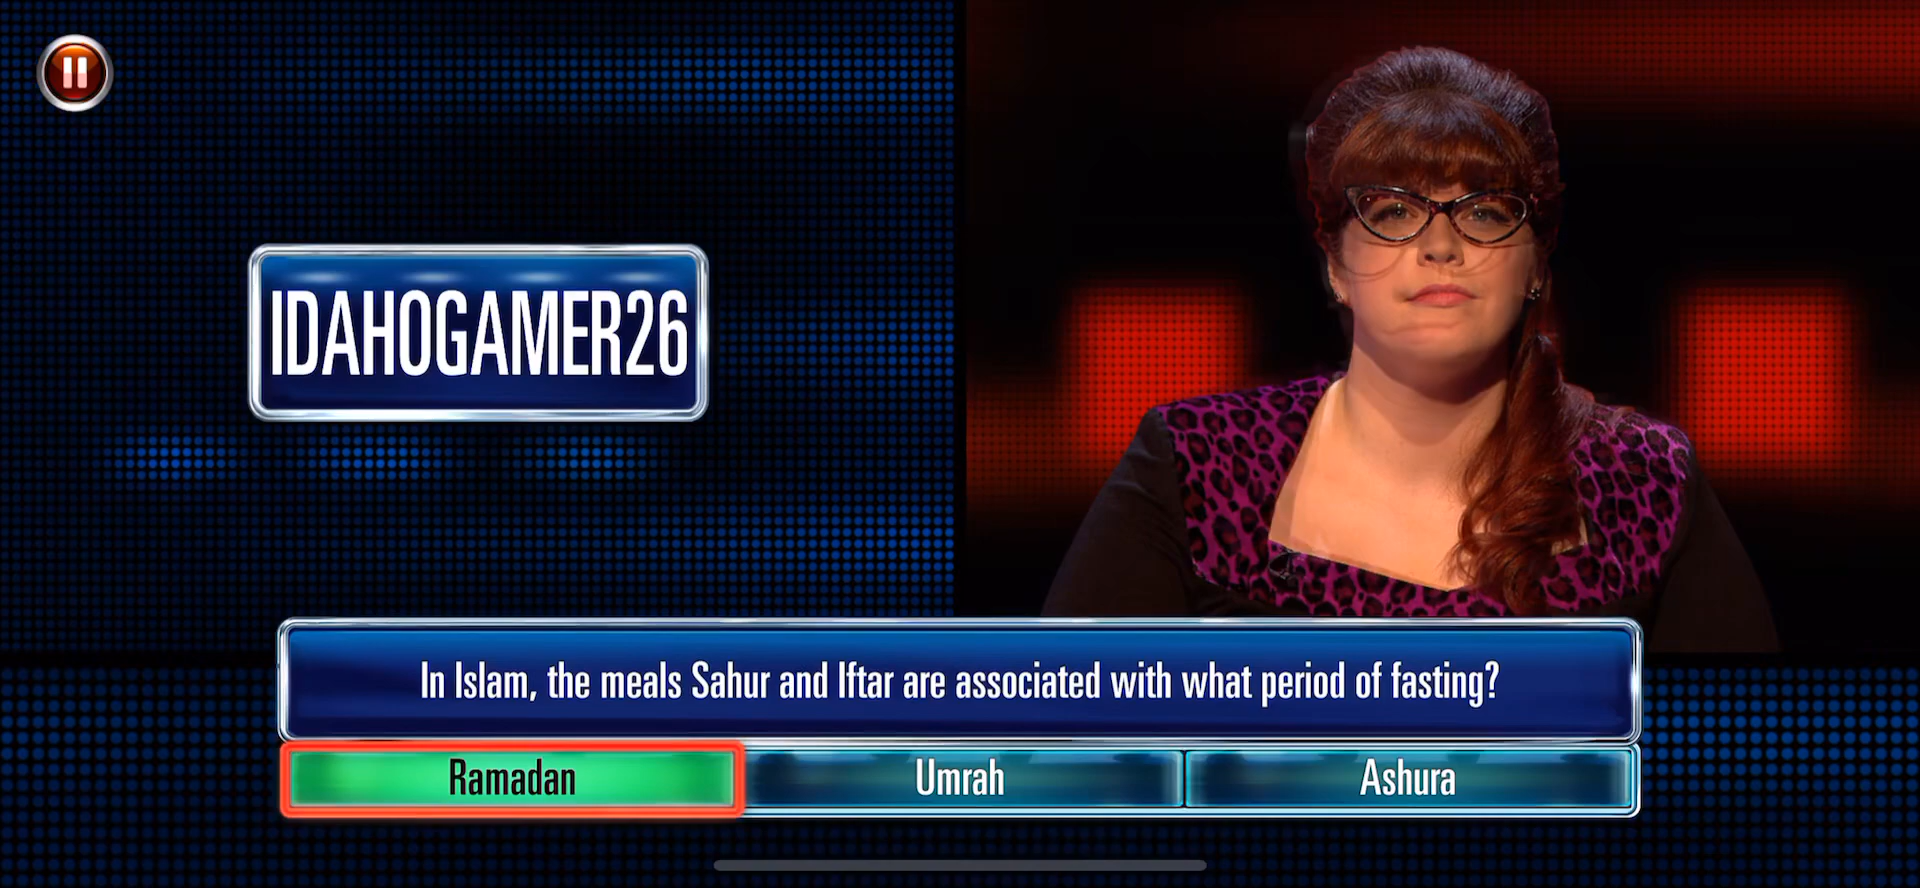 IDAHOGAMER26
In Islam, the meals Sahur and Iftar are associated with what period of fasting?
Ramadan
Umrah
Ashura